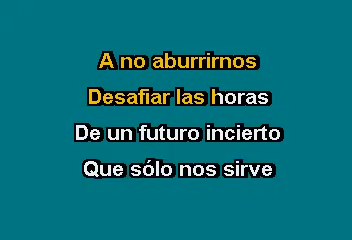 A no aburrirnos
Desafiar las horas
De un futuro incierto
Que sólo nos sirve